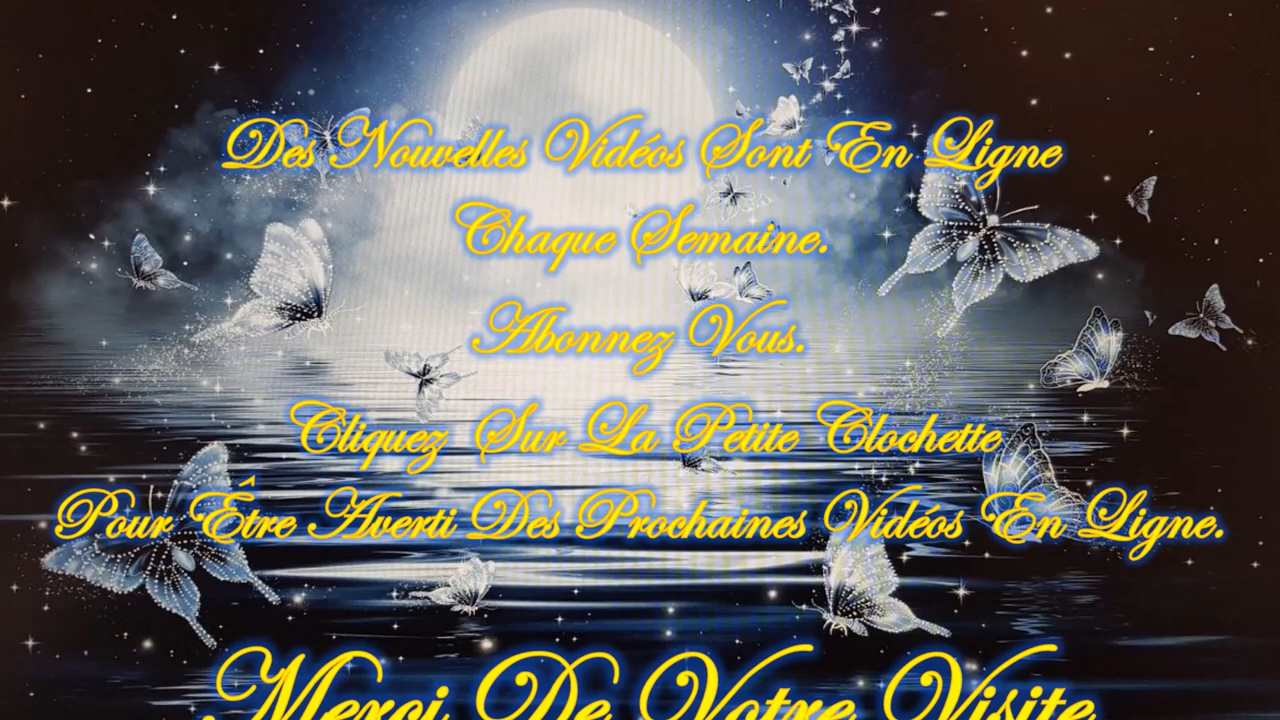 Des Nouvelles Vidéos Sont En Ligne
Chaque Semaine.
Abonnez Vous.
Cliquez Sur La Petite Clochette
Pour Être Averti Des Prochaines Vidéos En Ligne.
Merci De Votre Visite